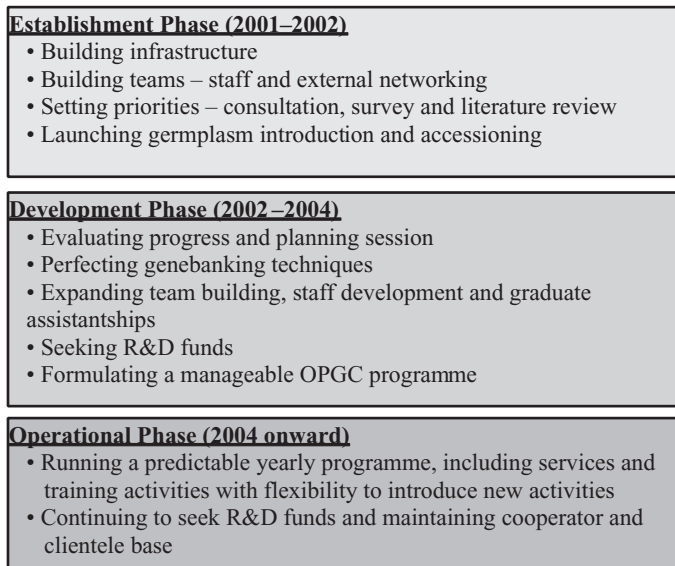 Establishment Phase (2001–2002)
• Building infrastructure
• Building teams – staff and external networking
• Setting priorities – consultation, survey and literature review
• Launching germplasm introduction and accessioning
Development Phase (2002–2004)
• Evaluating progress and planning session
• Perfecting genebanking techniques
• Expanding team building, staff development and graduate
assistantships
• Seeking R&D funds
• Formulating a manageable OPGC programme
Operational Phase (2004 onward)
• Running a predictable yearly programme, including services and
training activities with flexibility to introduce new activities
• Continuing to seek R&D funds and maintaining cooperator and
clientele base